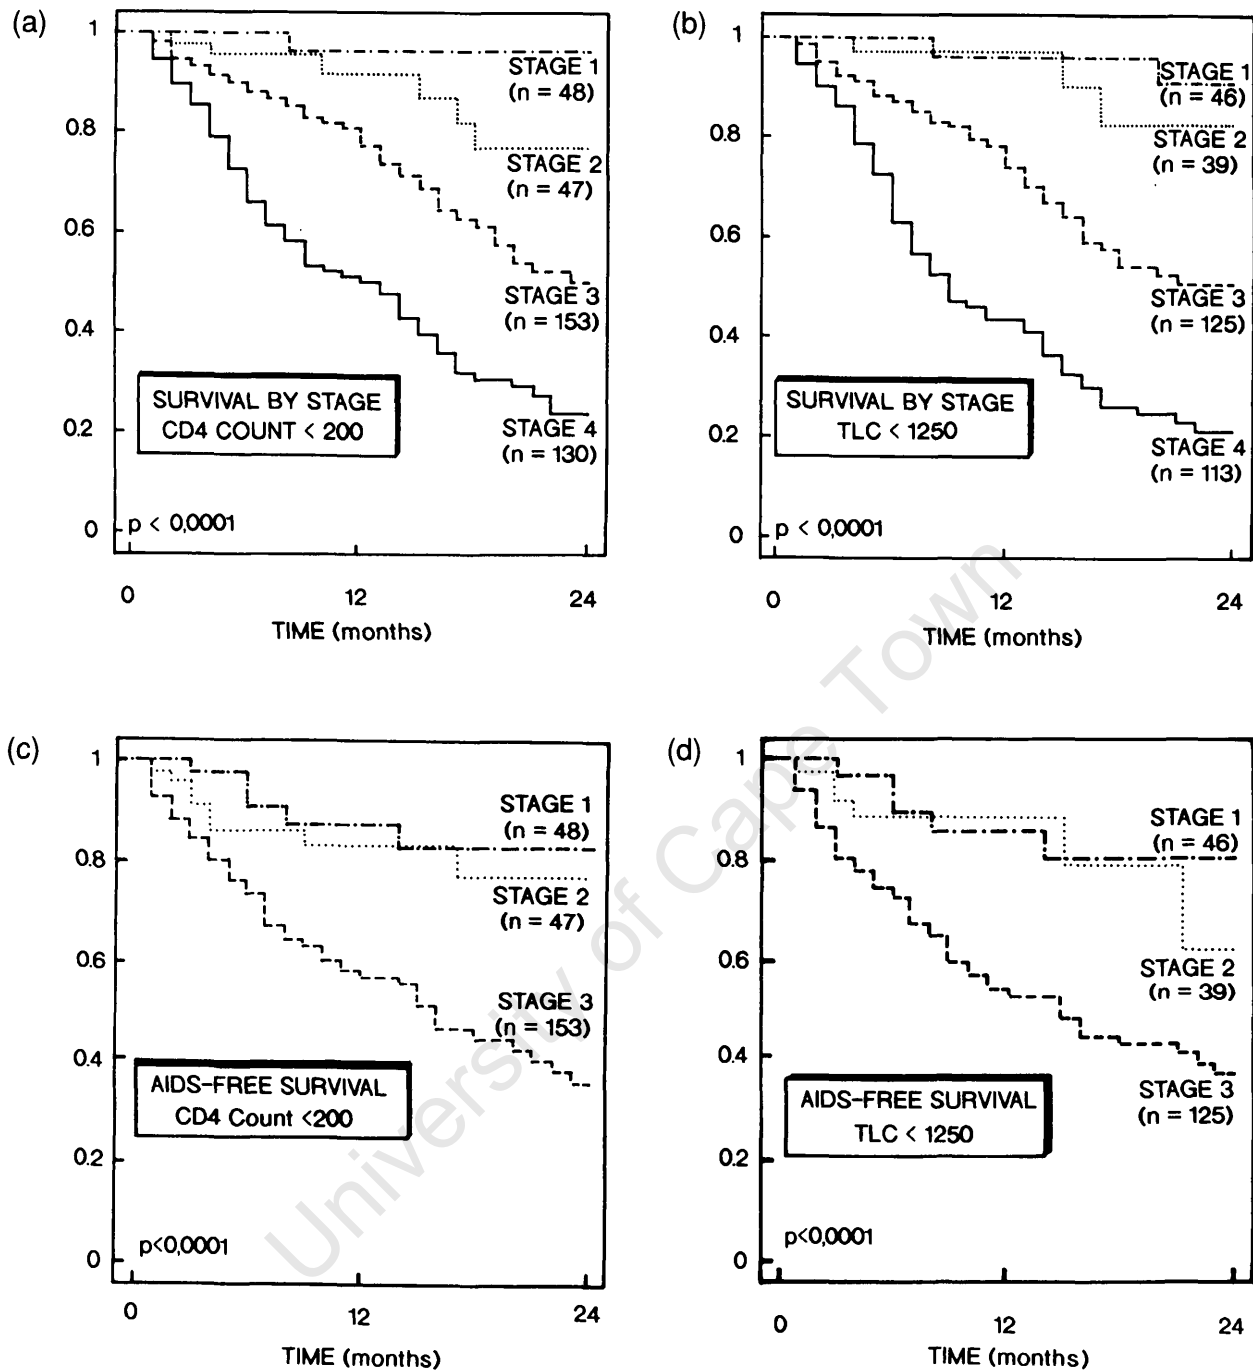 (a)
1
0.8
0.6
0.4
0.2
0
STAGE 1
(n = 48)
STAGE 2
(n = 47)
STAGE 3
(n = 153)
STAGE 4
(n = 130)
SURVIVAL BY STAGE
CD4 COUNT < 200
p < 0,0001
0
12
24
TIME (months)
(b)
1
0.8
0.6
0.4
0.2
0
STAGE 1
(n = 46)
STAGE 2
(n = 39)
STAGE 3
(n = 125)
STAGE 4
(n = 113)
SURVIVAL BY STAGE
TLC < 1250
p < 0,0001
0
12
24
TIME (months)
(c)
1
0.8
0.6
0.4
0.2
0
STAGE 1
(n = 48)
STAGE 2
(n = 47)
STAGE 3
(n = 153)
AIDS-FREE SURVIVAL
CD4 Count <200
p<0,0001
0
12
24
TIME (months)
(d)
1
0.8
0.6
0.4
0.2
0
STAGE 1
(n = 46)
STAGE 2
(n = 39)
STAGE 3
(n = 125)
AIDS-FREE SURVIVAL
TLC < 1250
p<0,0001
0
12
24
TIME (months)
University of Cape Town